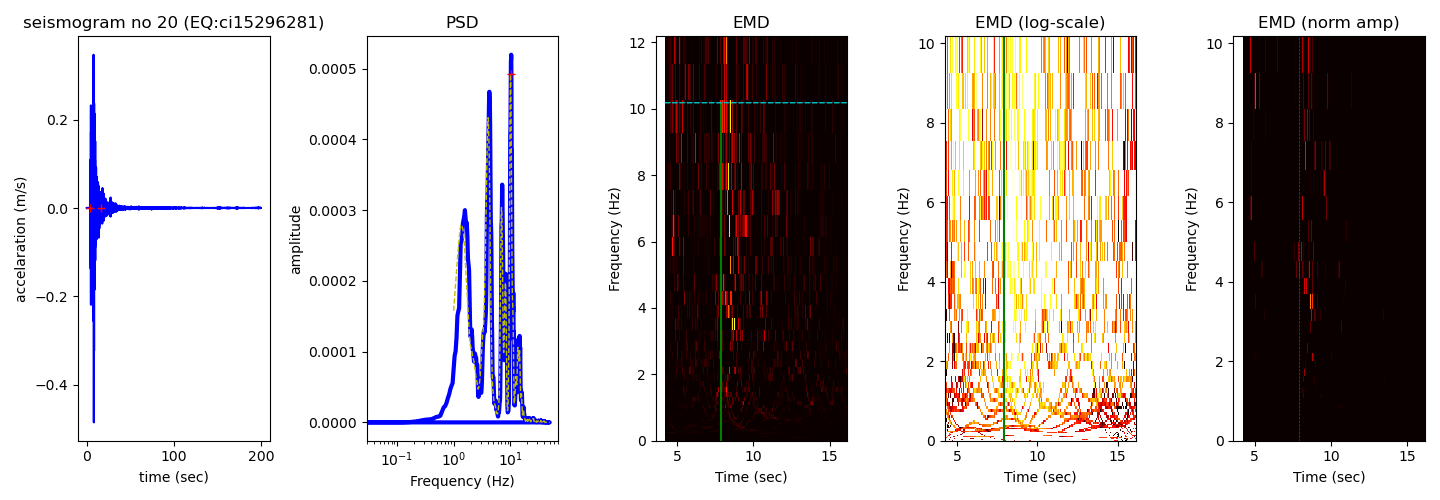 seismogram no 20 (EQ:ci15296281)
PSD
EMD
EMD (log-scale)
EMD (norm amp)
accelaration (m/s)
0.2
0.0
−0.2
−0.4
0
100
200
time (sec)
amplitude
0.0005
0.0004
0.0003
0.0002
0.0001
0.0000
10⁻¹
10⁰
10¹
Frequency (Hz)
Frequency (Hz)
12
10
8
6
4
2
0
5
10
15
Time (sec)
Frequency (Hz)
10
8
6
4
2
0
5
10
15
Time (sec)
Frequency (Hz)
10
8
6
4
2
0
5
10
15
Time (sec)